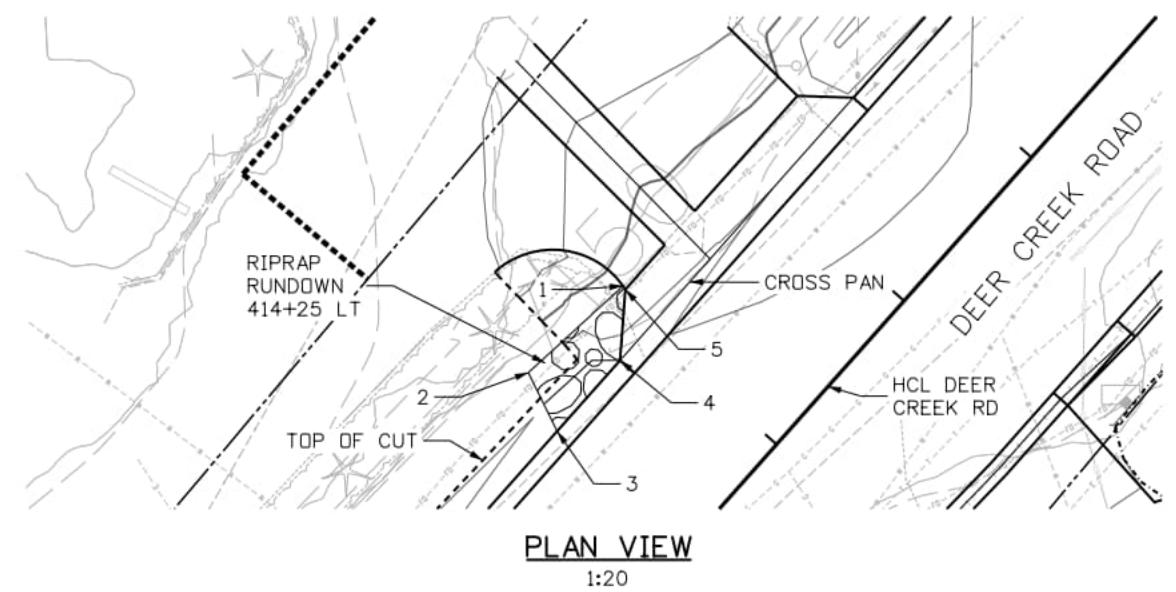 RIPRAP
RUNDOWN
414+25 LT
1
CROSS PAN
DEER CREEK ROAD
5
2
4
HCL DEER
CREEK RD
TOP OF CUT
3
PLAN VIEW
1:20